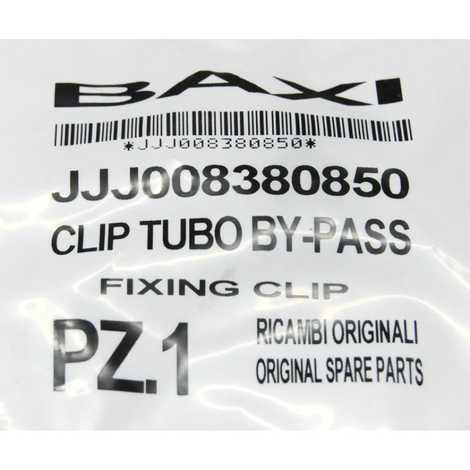 BAXI
*JJJ008380850*
JJJ008380850
CLIP TUBO BY-PASS
FIXING CLIP
PZ.1
RICAMBI ORIGINALI
ORIGINAL SPARE PARTS